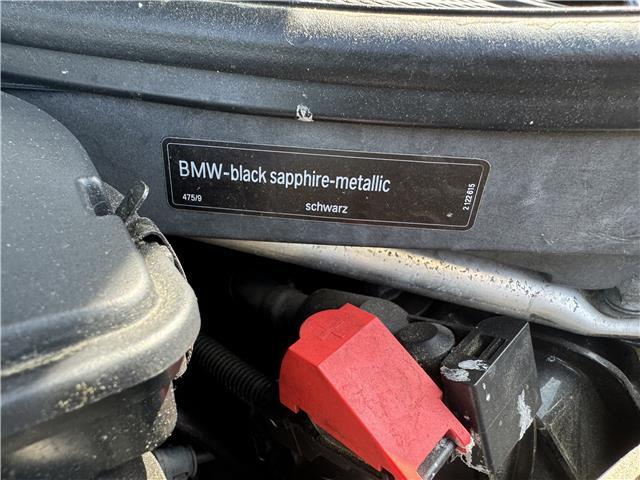 BMW-black sapphire-metallic
475/9
schwarz
2 122 615